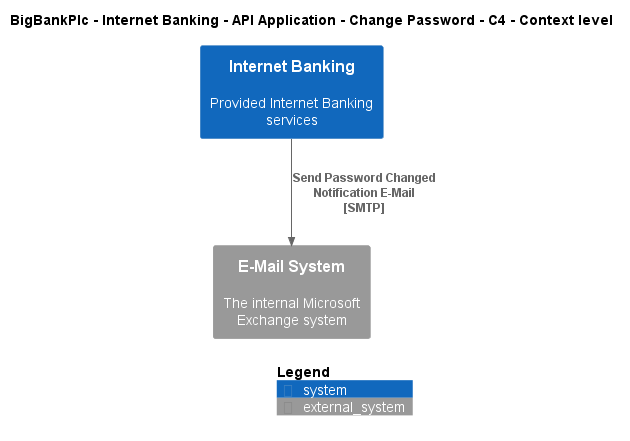 BigBankPlc - Internet Banking - API Application - Change Password - C4 - Context level
Internet Banking
Provided Internet Banking
services
Send Password Changed
Notification E-Mail
[SMTP]
E-Mail System
The internal Microsoft
Exchange system
Legend
system
external_system